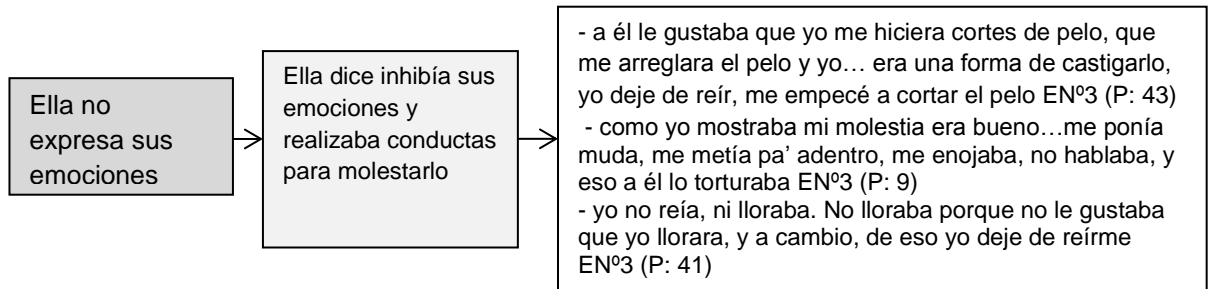 Ella no
expresa sus
emociones
Ella dice inhibía sus
emociones y
realizaba conductas
para molestarlo
- a él le gustaba que yo me hiciera cortes de pelo, que
me arreglara el pelo y yo… era una forma de castigarlo,
yo deje de reír, me empecé a cortar el pelo ENº3 (P: 43)
- como yo mostraba mi molestia era bueno…me ponía
muda, me metía pa’ adentro, me enojaba, no hablaba, y
eso a él lo torturaba ENº3 (P: 9)
- yo no reía, ni lloraba. No lloraba porque no le gustaba
que yo llorara, y a cambio, de eso yo deje de reírme
ENº3 (P: 41)